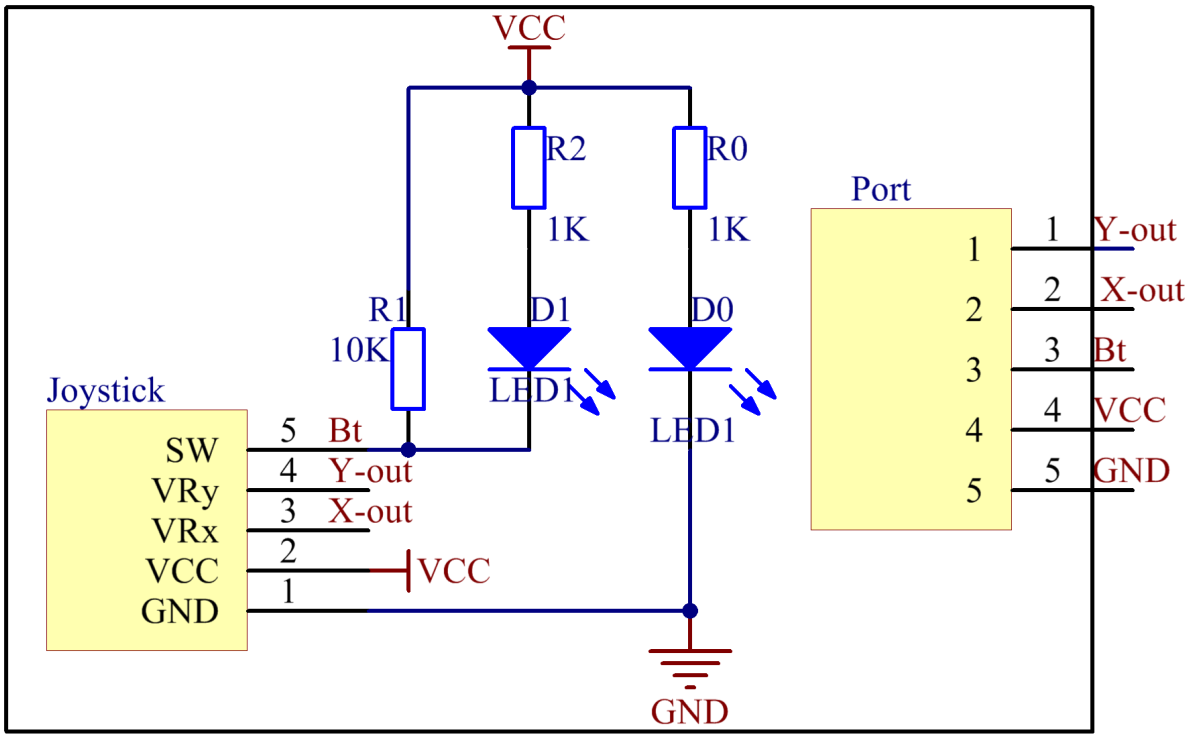 VCC
R2
R0
1K
1K
Port
1
1
Y-out
2
2
X-out
R1
D1
D0
10K
3
3
Bt
LED1
LED1
Joystick
4
4
VCC
SW
5
Bt
VRy
4
Y-out
5
5
GND
VRx
3
X-out
VCC
2
VCC
GND
1
GND